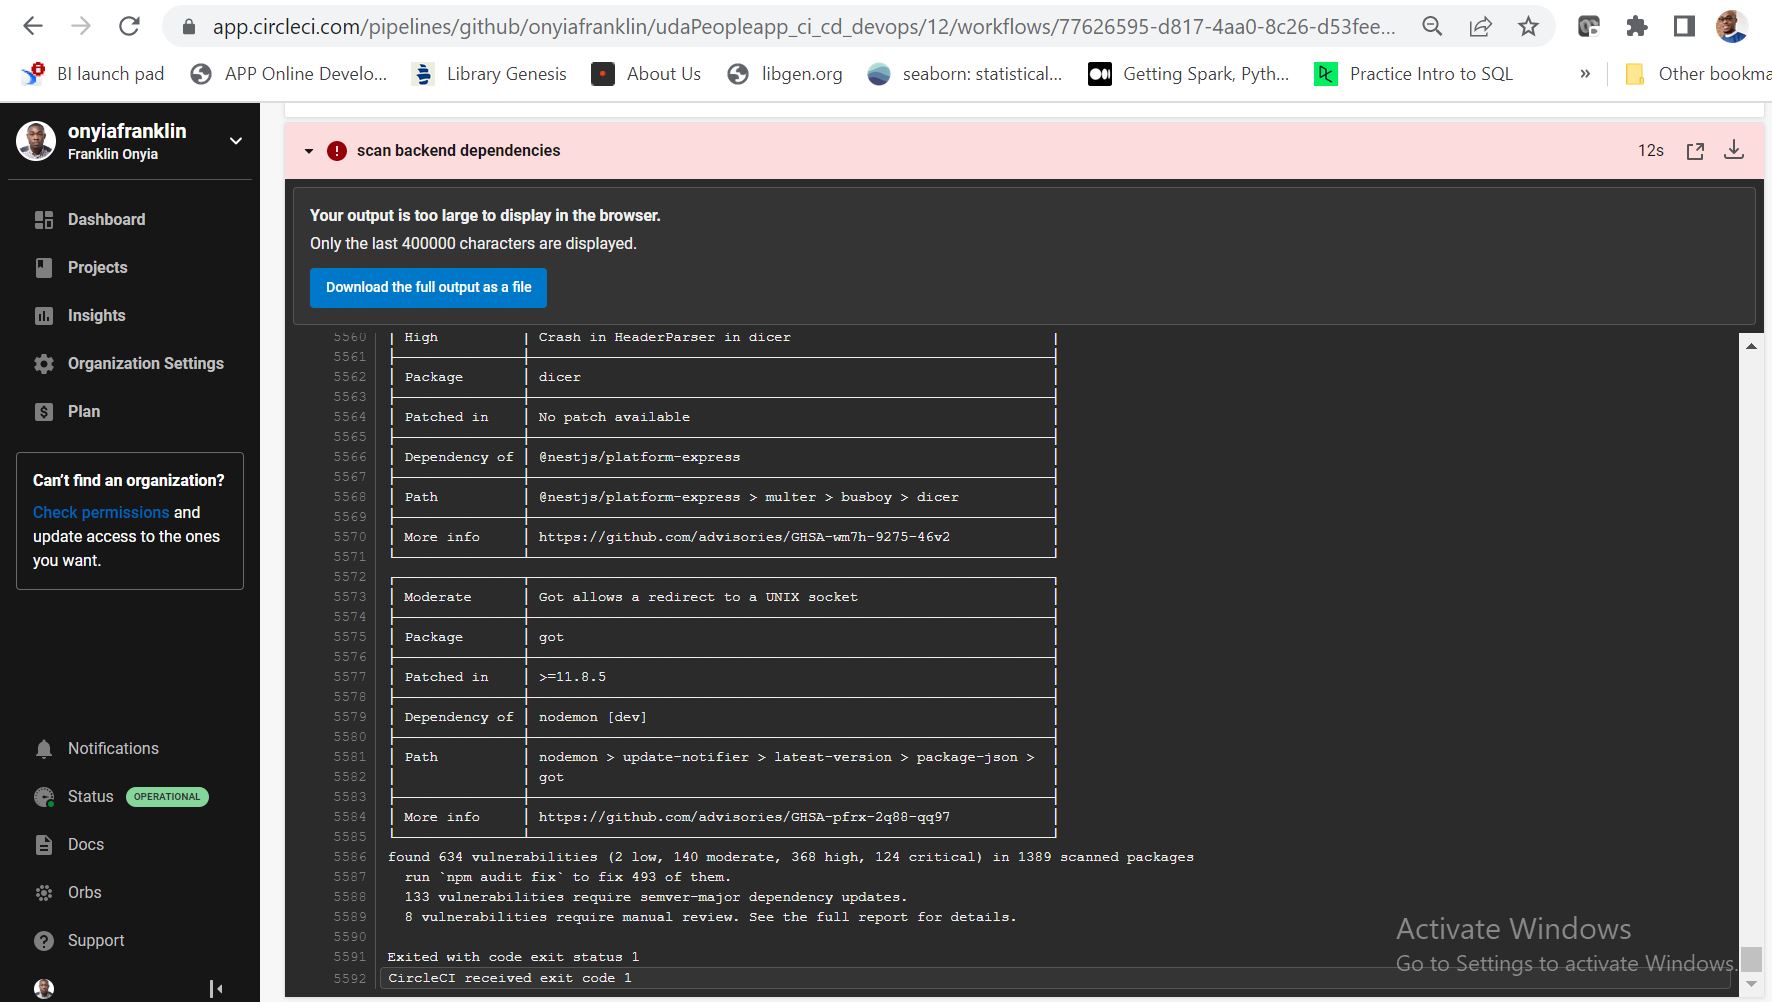 app.circleci.com/pipelines/github/onyiafranklin/udaPeopleapp_ci_cd_devops/12/workflows/77626595-d817-4aa0-8c26-d53fee...
BI launch pad APP Online Develo... Library Genesis About Us libgen.org seaborn: statistical... Getting Spark, Pyth... Practice Intro to SQL » Other bookma
onyiafranklin
Franklin Onyia
Dashboard
Projects
Insights
Organization Settings
Plan
Can't find an organization?
Check permissions and
update access to the ones
you want.
Notifications
Status OPERATIONAL
Docs
Orbs
Support
scan backend dependencies 12s
Your output is too large to display in the browser.
Only the last 400000 characters are displayed.
Download the full output as a file
5560 High Crash in HeaderParser in dicer
5561
5562 Package dicer
5563
5564 Patched in No patch available
5565
5566 Dependency of @nestjs/platform-express
5567
5568 Path @nestjs/platform-express > multer > busboy > dicer
5569
5570 More info https://github.com/advisories/GHSA-wm7h-9275-46v2
5571
5572
5573 Moderate Got allows a redirect to a UNIX socket
5574
5575 Package got
5576
5577 Patched in >=11.8.5
5578
5579 Dependency of nodemon [dev]
5580
5581 Path nodemon > update-notifier > latest-version > package-json >
5582 got
5583
5584 More info https://github.com/advisories/GHSA-pfrx-2q88-qq97
5585
5586 found 634 vulnerabilities (2 low, 140 moderate, 368 high, 124 critical) in 1389 scanned packages
5587 run `npm audit fix` to fix 493 of them.
5588 133 vulnerabilities require semver-major dependency updates.
5589 8 vulnerabilities require manual review. See the full report for details.
5590
5591 Exited with code exit status 1
5592 CircleCI received exit code 1
Activate Windows
Go to Settings to activate Windows.